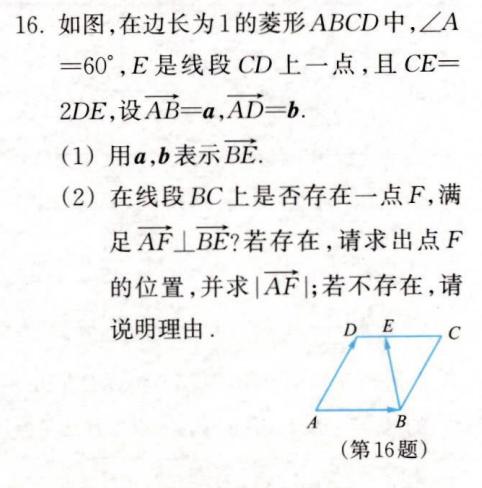 16. 如图,在边长为1的菱形ABCD中,∠A
=60°,E是线段CD上一点,且CE=
2DE,设$\overrightarrow{AB}$=a,$\overrightarrow{AD}$=b.
(1) 用a,b表示$\overrightarrow{BE}$.
(2) 在线段BC上是否存在一点F,满
足$\overrightarrow{AF}$⊥$\overrightarrow{BE}$?若存在,请求出点F
的位置,并求|$\overrightarrow{AF}$|;若不存在,请
说明理由.
D E C
A B
(第16题)